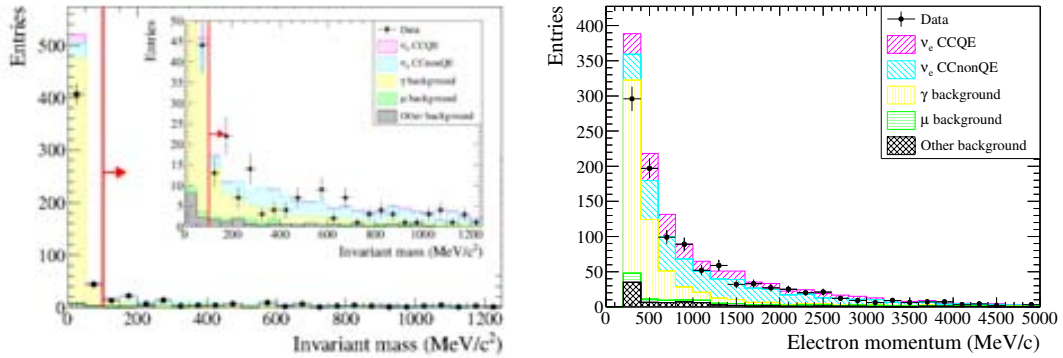 Entries
500
400
300
200
100
0
0 200 400 600 800 1000 1200
Invariant mass (MeV/c²)
Entries
50
45
40
35
30
25
20
15
10
5
0
0 200 400 600 800 1000 1200
Invariant mass (MeV/c²)
Data
νₑ CCQE
νₑ CCnonQE
γ background
μ background
Other background
Entries
400
350
300
250
200
150
100
50
0
0 500 1000 1500 2000 2500 3000 3500 4000 4500 5000
Electron momentum (MeV/c)
Data
νₑ CCQE
νₑ CCnonQE
γ background
μ background
Other background